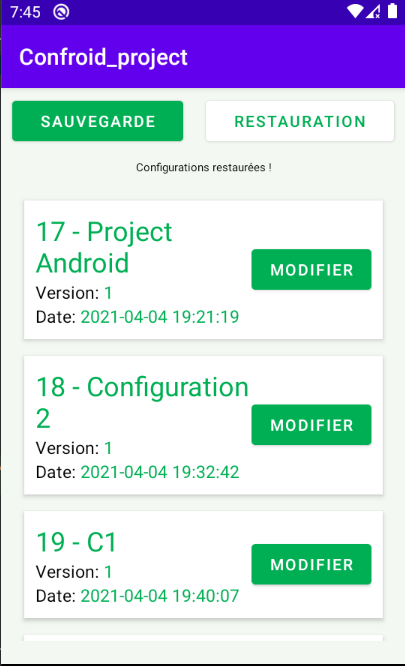 7:45
Confroid_project
SAUVEGARDE
RESTAURATION
Configurations restaurées !
17 - Project
Android
Version: 1
Date: 2021-04-04 19:21:19
MODIFIER
18 - Configuration
2
Version: 1
Date: 2021-04-04 19:32:42
MODIFIER
19 - C1
Version: 1
Date: 2021-04-04 19:40:07
MODIFIER